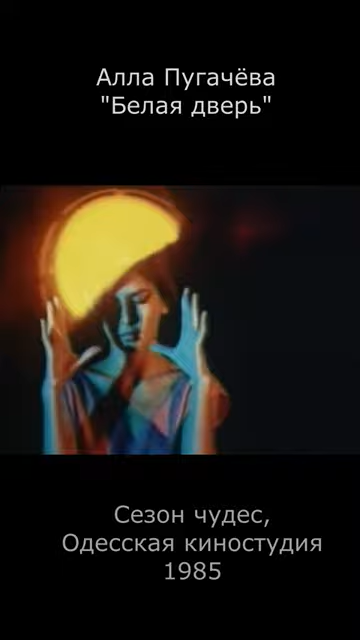 Алла Пугачёва
"Белая дверь"
Сезон чудес,
Одесская киностудия
1985